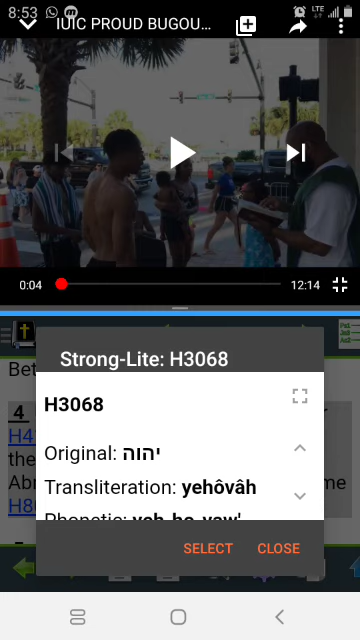 8:53
LTE
IUIC PROUD BUGOU...
0:04
12:14
Strong-Lite: H3068
Bet
H3068
4
r
H4
Original: יהוה
the
Transliteration: yehôvâh
Abr
me
H8
SELECT CLOSE